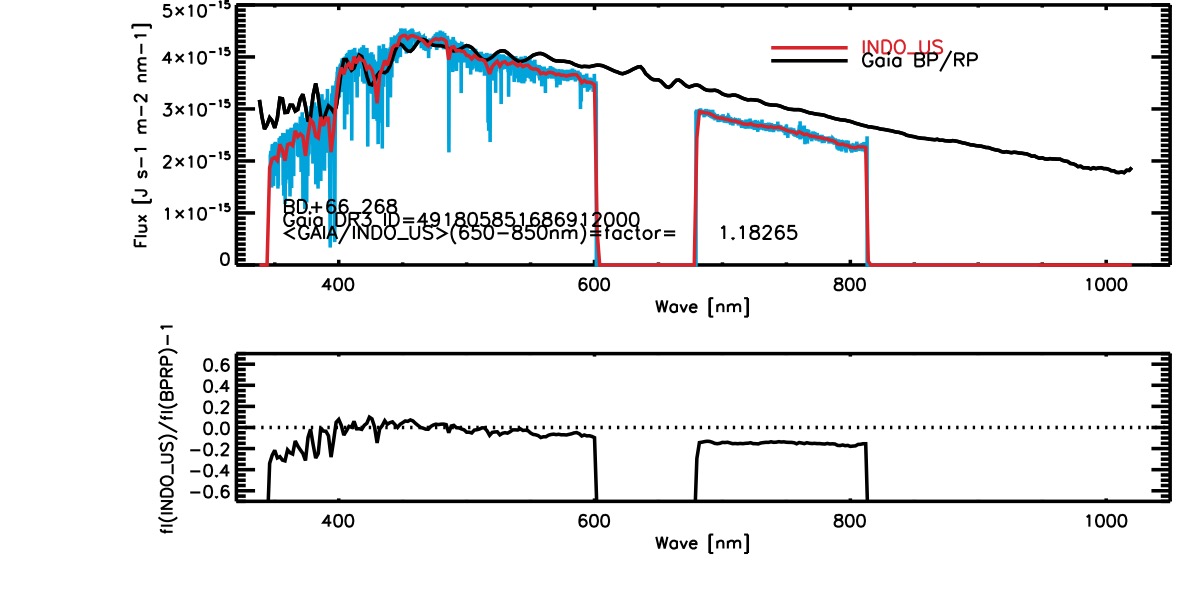 5×10−15
4×10−15
3×10−15
2×10−15
1×10−15
0
Flux [J s−1 m−2 nm−1]
INDO_US
Gaia BP/RP
BD+66_268
Gaia DR3 ID=491805851686912000
<GAIA/INDO_US>(650−850nm)=factor= 1.18265
400 600 800 1000
Wave [nm]
0.6
0.4
0.2
0.0
−0.2
−0.4
−0.6
fl(INDO_US)/fl(BPRP)−1
400 600 800 1000
Wave [nm]